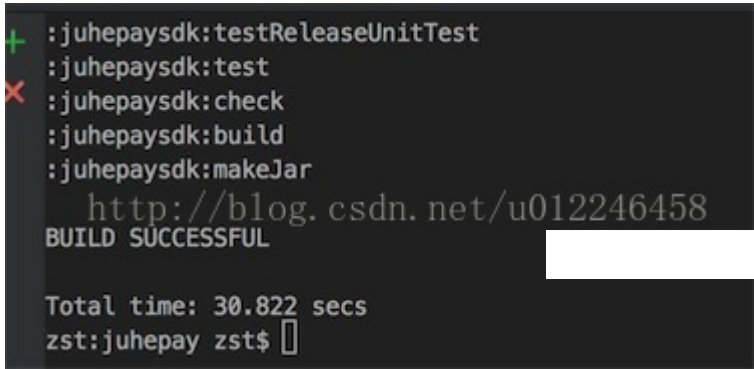 :juhepaysdk:testReleaseUnitTest
:juhepaysdk:test
:juhepaysdk:check
:juhepaysdk:build
:juhepaysdk:makeJar
http://blog.csdn.net/u012246458
BUILD SUCCESSFUL
Total time: 30.822 secs
zst:juhepay zst$